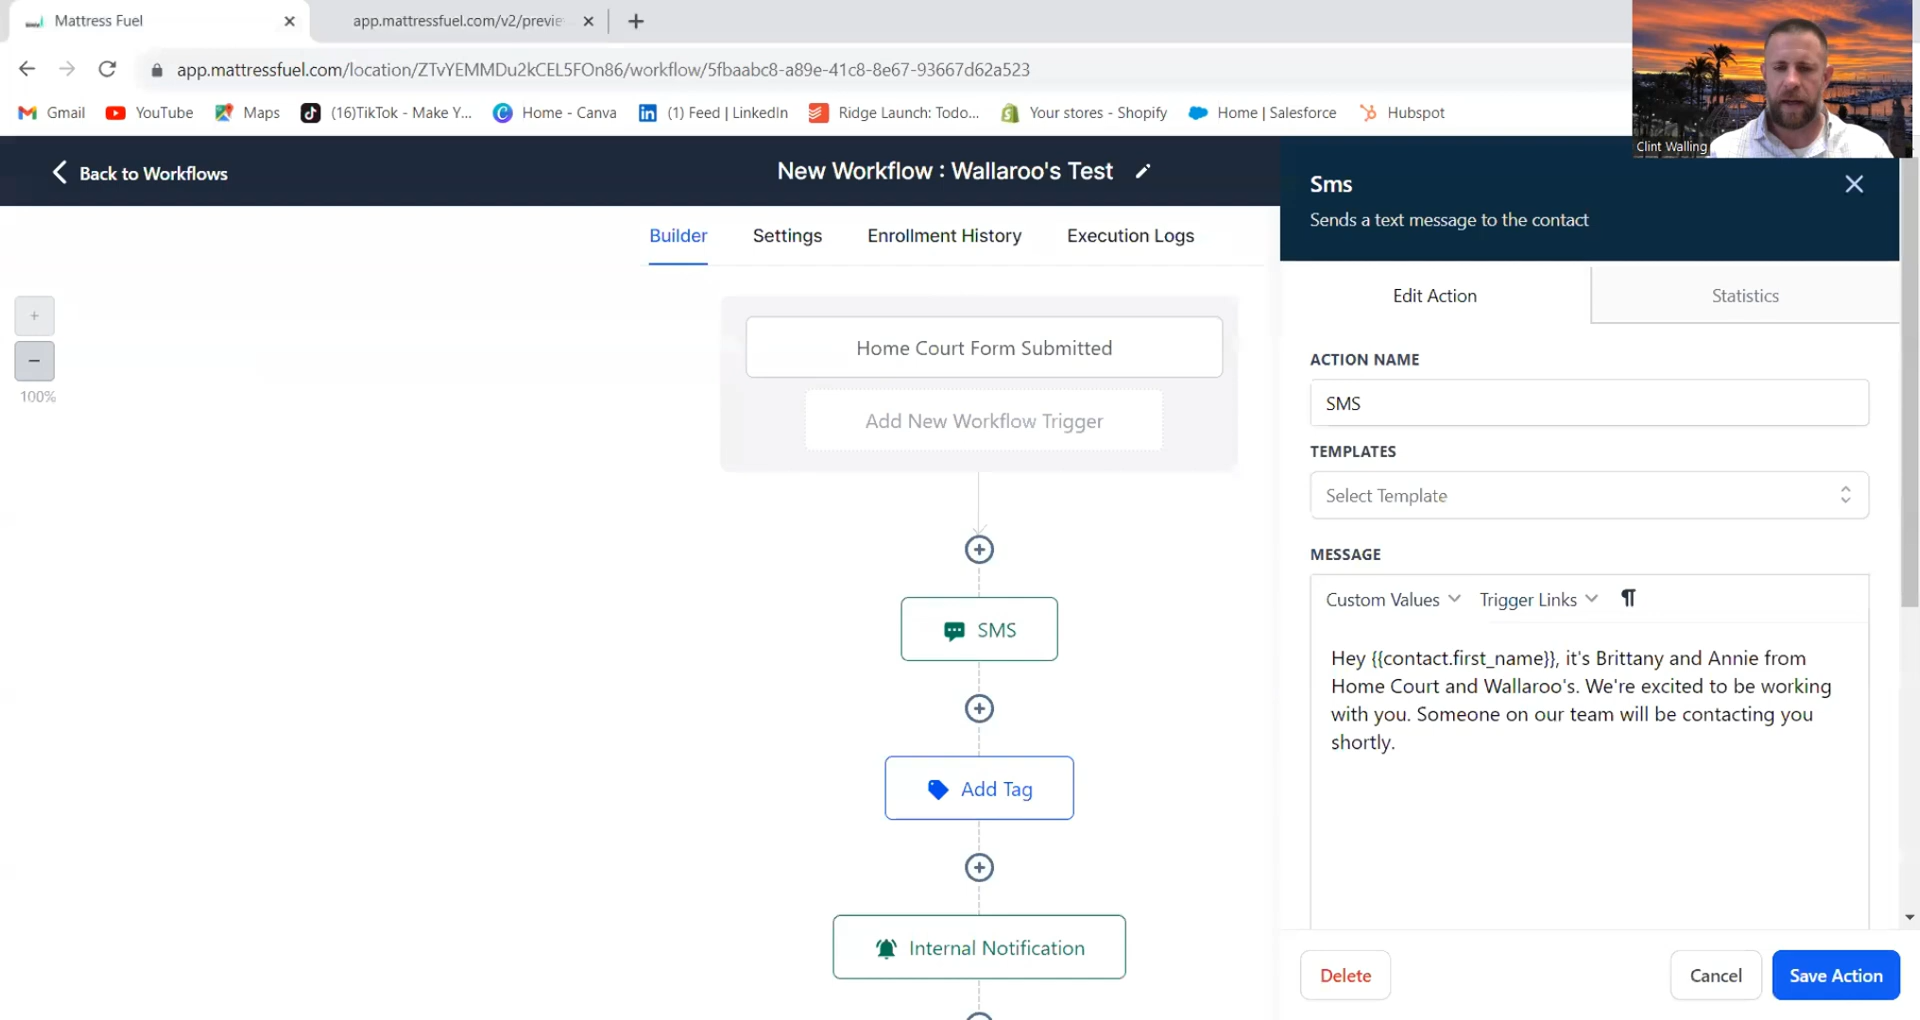 Mattress Fuel
app.mattressfuel.com/v2/previe
app.mattressfuel.com/location/ZTvYEMMDu2kCEL5FOn86/workflow/5fbaabc8-a89e-41c8-8e67-93667d62a523
Gmail
YouTube
Maps
(16)TikTok - Make Y...
Home - Canva
(1) Feed | LinkedIn
Ridge Launch: Todo...
Your stores - Shopify
Home | Salesforce
Hubspot
Clint Walling
Back to Workflows
New Workflow : Wallaroo's Test
Builder
Settings
Enrollment History
Execution Logs
100%
Home Court Form Submitted
Add New Workflow Trigger
SMS
Add Tag
Internal Notification
Sms
Sends a text message to the contact
Edit Action
Statistics
ACTION NAME
SMS
TEMPLATES
Select Template
MESSAGE
Custom Values
Trigger Links
¶
Hey {{contact.first_name}}, it's Brittany and Annie from
Home Court and Wallaroo's. We're excited to be working
with you. Someone on our team will be contacting you
shortly.
Delete
Cancel
Save Action